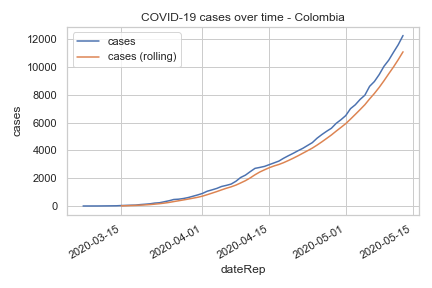 COVID-19 cases over time - Colombia
cases
cases (rolling)
12000
10000
8000
6000
4000
2000
0
cases
2020-03-15
2020-04-01
2020-04-15
2020-05-01
2020-05-15
dateRep